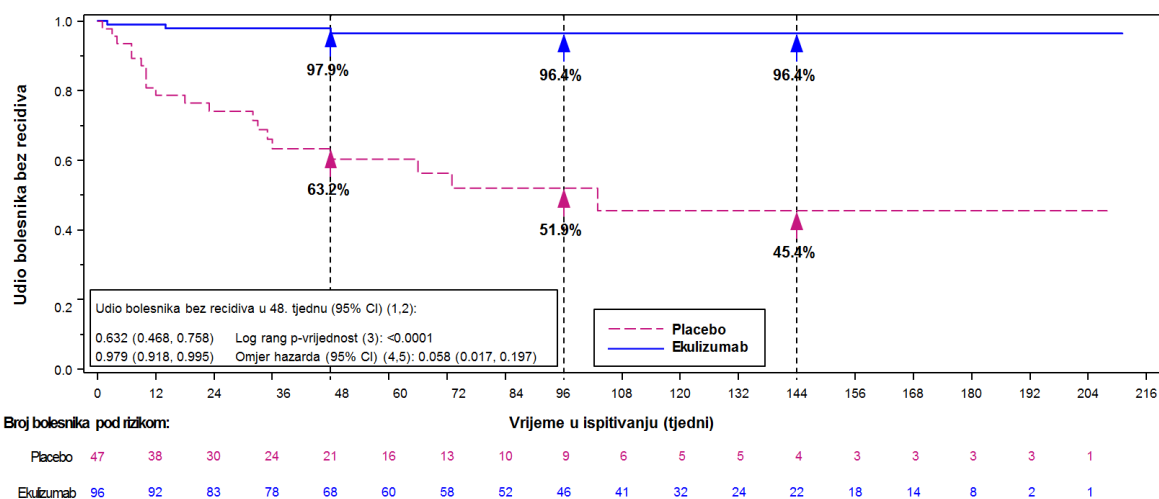 Udio bolesnika bez recidiva
1.0
0.8
0.6
0.4
0.2
0.0
97.9%
96.4%
96.4%
63.2%
51.9%
45.4%
Udio bolesnika bez recidiva u 48. tjednu (95% CI) (1,2):
0.632 (0.468, 0.758) Log rang p-vrijednost (3): <0.0001
0.979 (0.918, 0.995) Omjer hazarda (95% CI) (4,5): 0.058 (0.017, 0.197)
Placebo
Ekulizumab
0 12 24 36 48 60 72 84 96 108 120 132 144 156 168 180 192 204 216
Broj bolesnika pod rizikom: Vrijeme u ispitivanju (tjedni)
Placebo 47 38 30 24 21 16 13 10 9 6 5 5 4 3 3 3 3 1
Ekulizumab 96 92 83 78 68 60 58 52 46 41 32 24 22 18 14 8 2 1